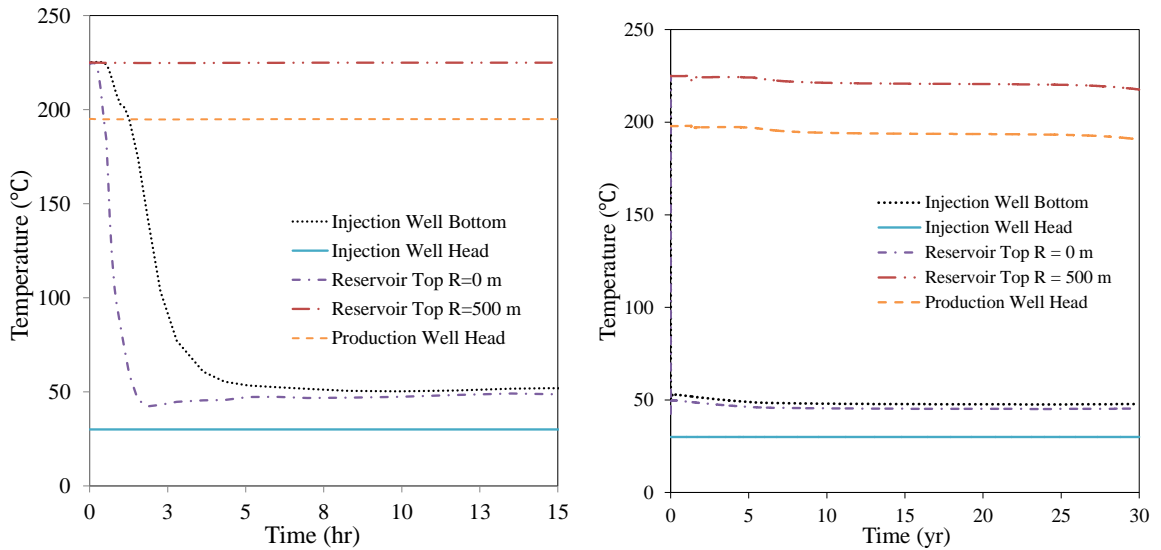 250
200
150
100
50
0
Temperature (℃)
0
3
5
8
10
13
15
Time (hr)
Injection Well Bottom
Injection Well Head
Reservoir Top R=0 m
Reservoir Top R=500 m
Production Well Head
250
200
150
100
50
0
Temperature (℃)
0
5
10
15
20
25
30
Time (yr)
Injection Well Bottom
Injection Well Head
Reservoir Top R = 0 m
Reservoir Top R = 500 m
Production Well Head